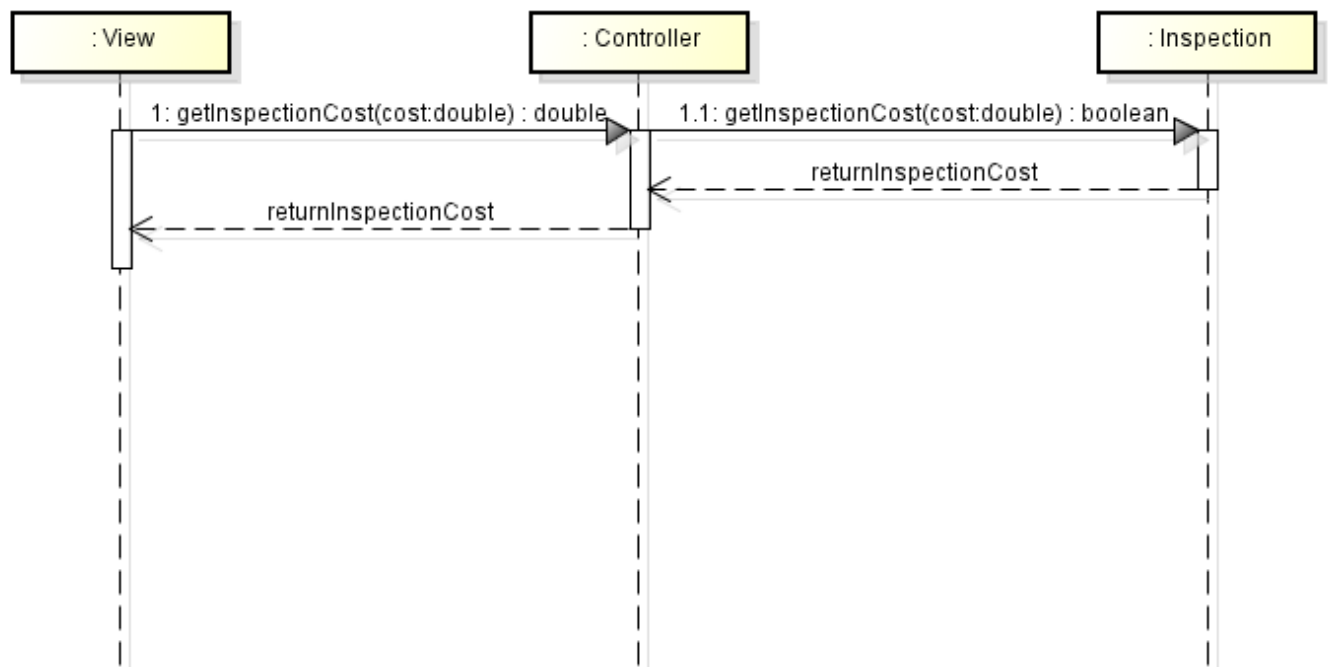 : View
: Controller
: Inspection
1: getInspectionCost(cost:double) : double
1.1: getInspectionCost(cost:double) : boolean
returnInspectionCost
returnInspectionCost